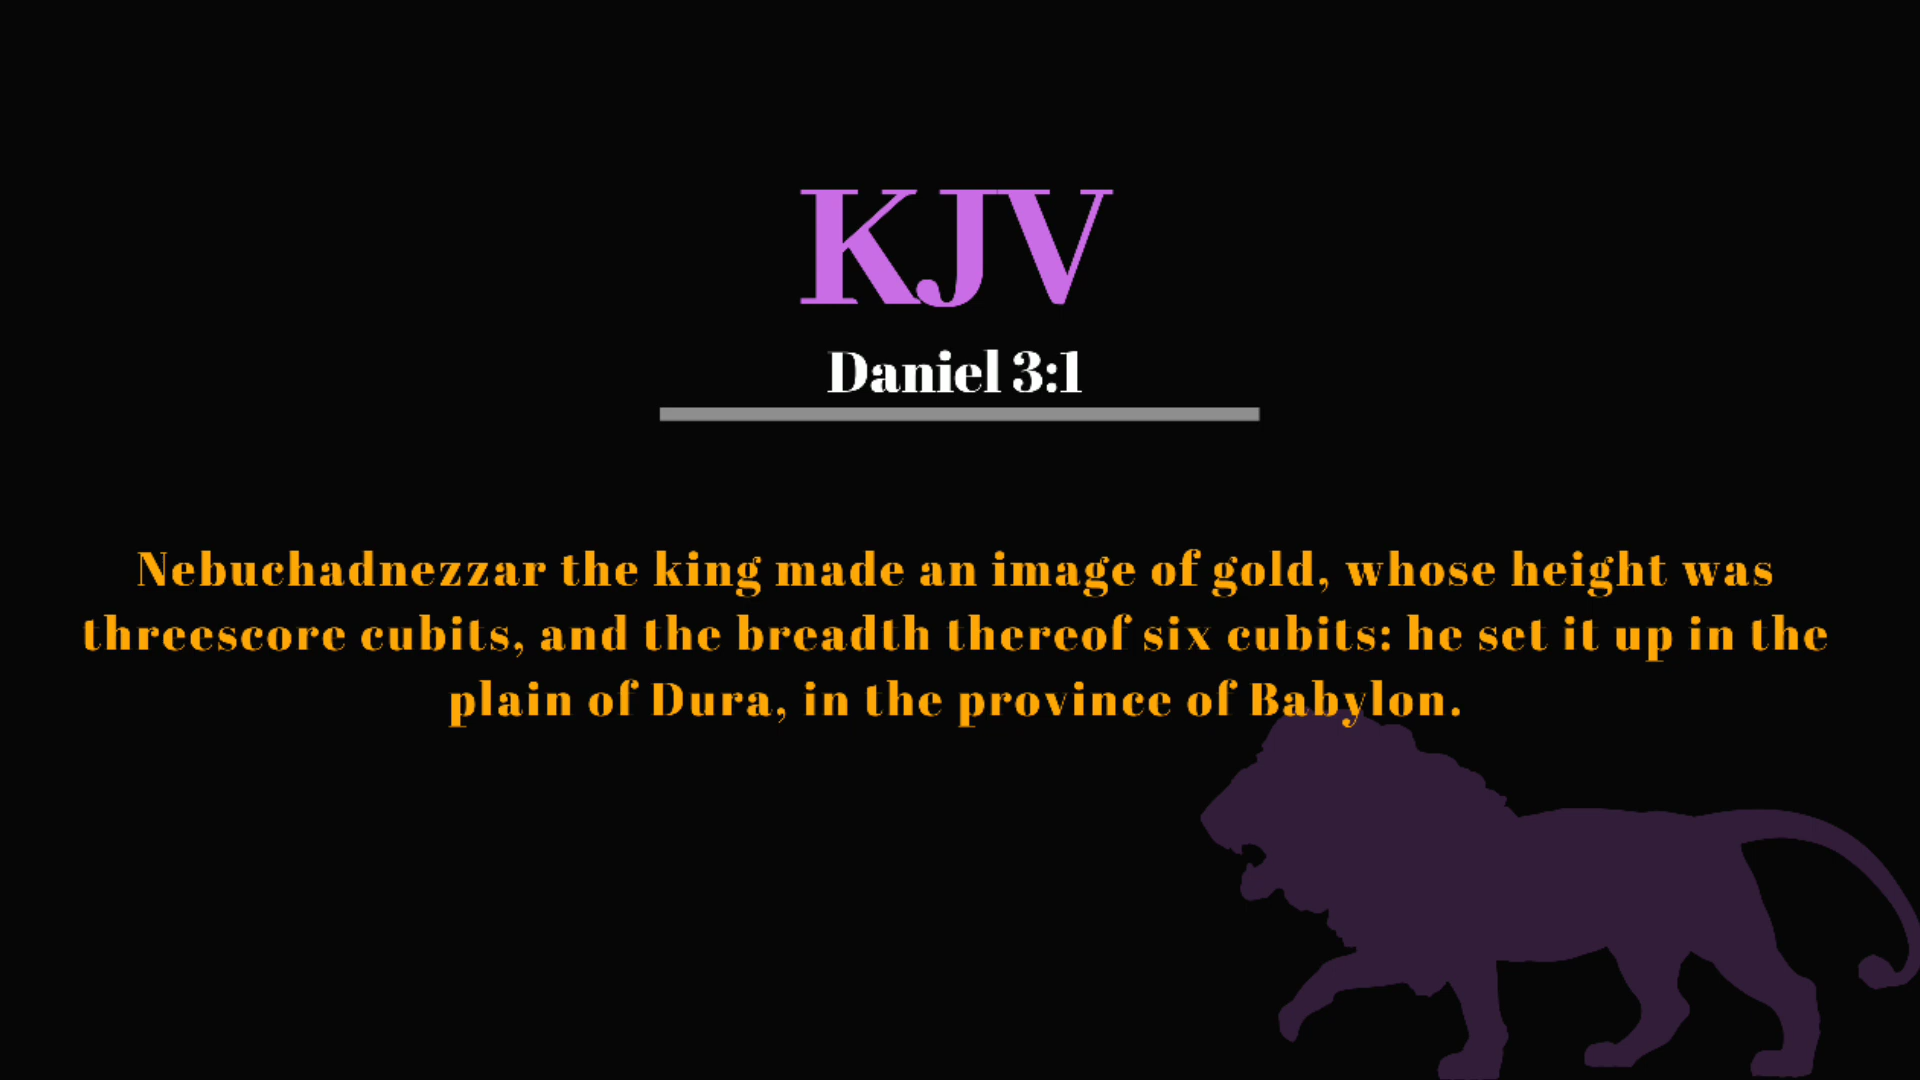 KJV
Daniel 3:1
Nebuchadnezzar the king made an image of gold, whose height was
threescore cubits, and the breadth thereof six cubits: he set it up in the
plain of Dura, in the province of Babylon.